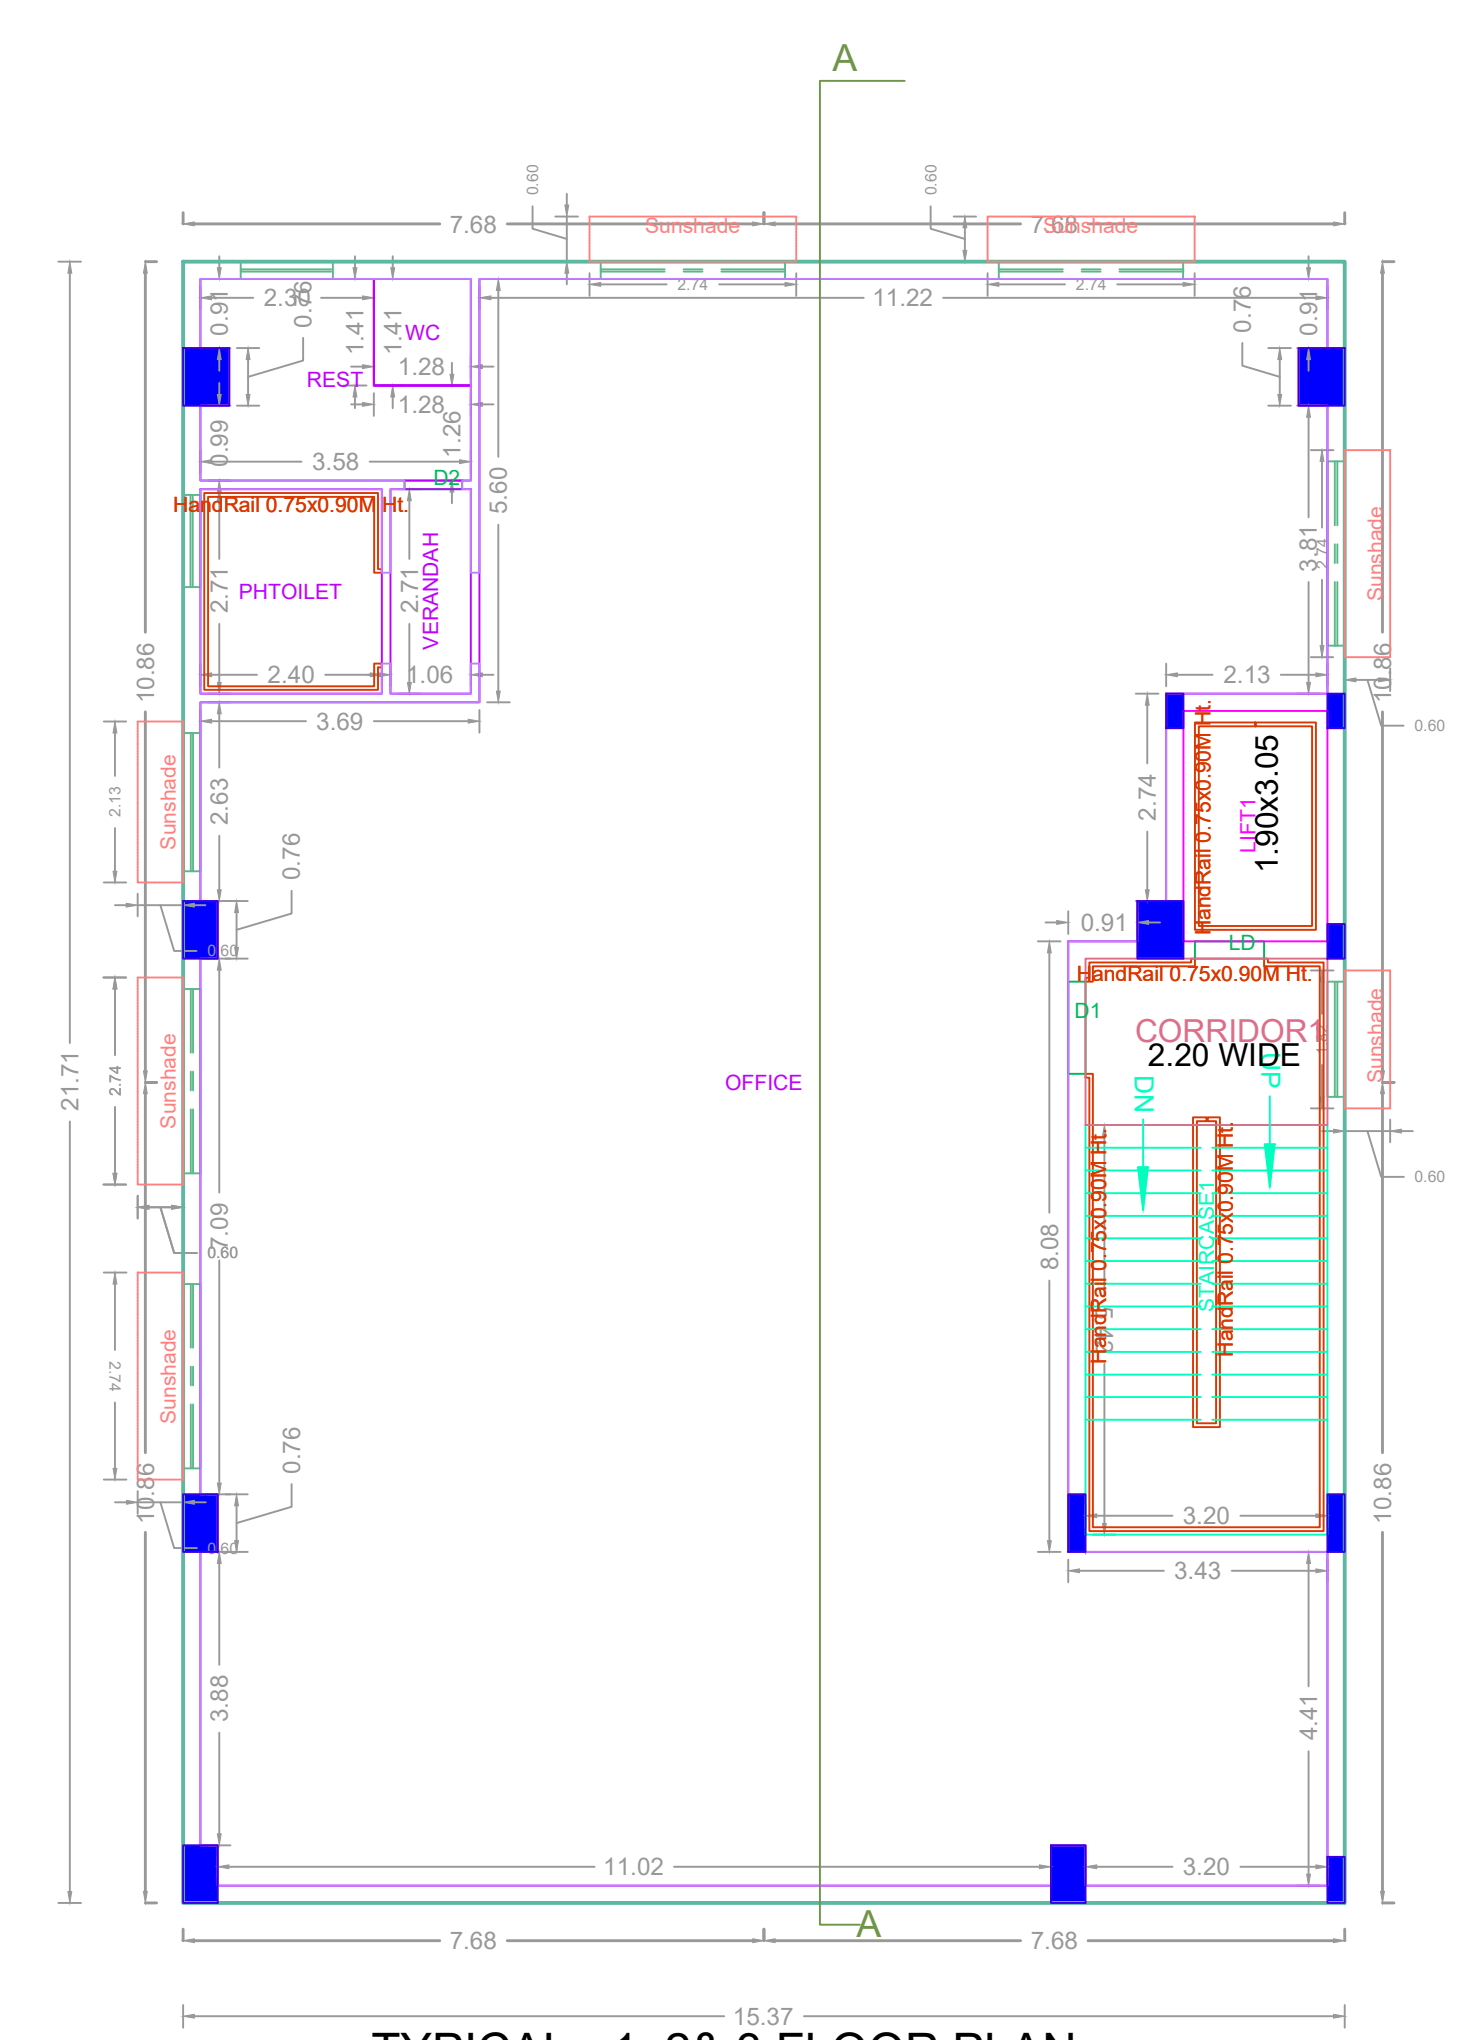 A
0.60
0.60
7.68
Sunshade
7.68
Sunshade
2.74
2.74
2.30
11.22
0.91
0.76
1.41
1.41
WC
0.76
0.91
1.28
REST
1.28
1.26
0.99
3.58
D2
5.60
HandRail 0.75x0.90M Ht.
3.81
2.74
Sunshade
2.71
PHTOILET
2.71
VERANDAH
10.86
10.86
2.40
1.06
2.13
3.69
0.60
HandRail 0.75x0.90M Ht.
2.13
Sunshade
2.63
2.74
LIFT1
1.90x3.05
0.76
0.91
0.60
LD
HandRail 0.75x0.90M Ht.
D1
CORRIDOR1
2.20 WIDE
Sunshade
21.71
2.74
Sunshade
OFFICE
DN
UP
0.60
7.09
0.60
8.08
HandRail 0.75x0.90M Ht.
STAIRCASE1
HandRail 0.75x0.90M Ht.
2.74
Sunshade
10.86
0.76
10.86
3.20
0.60
3.43
3.88
4.41
11.02
3.20
A
7.68
7.68
15.37